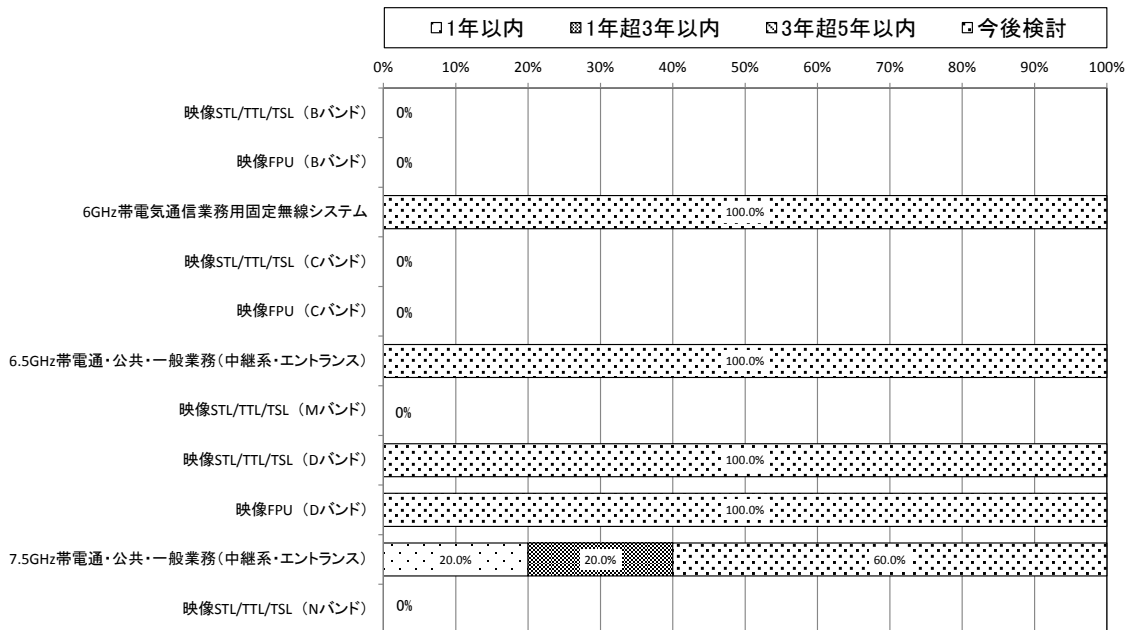 1年以内 1年超3年以内 3年超5年以内 今後検討
0% 10% 20% 30% 40% 50% 60% 70% 80% 90% 100%
映像STL/TTL/TSL（Bバンド） 0%
映像FPU（Bバンド） 0%
6GHz帯電気通信業務用固定無線システム 100.0%
映像STL/TTL/TSL（Cバンド） 0%
映像FPU（Cバンド） 0%
6.5GHz帯電通・公共・一般業務（中継系・エントランス） 100.0%
映像STL/TTL/TSL（Mバンド） 0%
映像STL/TTL/TSL（Dバンド） 100.0%
映像FPU（Dバンド） 100.0%
7.5GHz帯電通・公共・一般業務（中継系・エントランス） 20.0% 20.0% 60.0%
映像STL/TTL/TSL（Nバンド） 0%